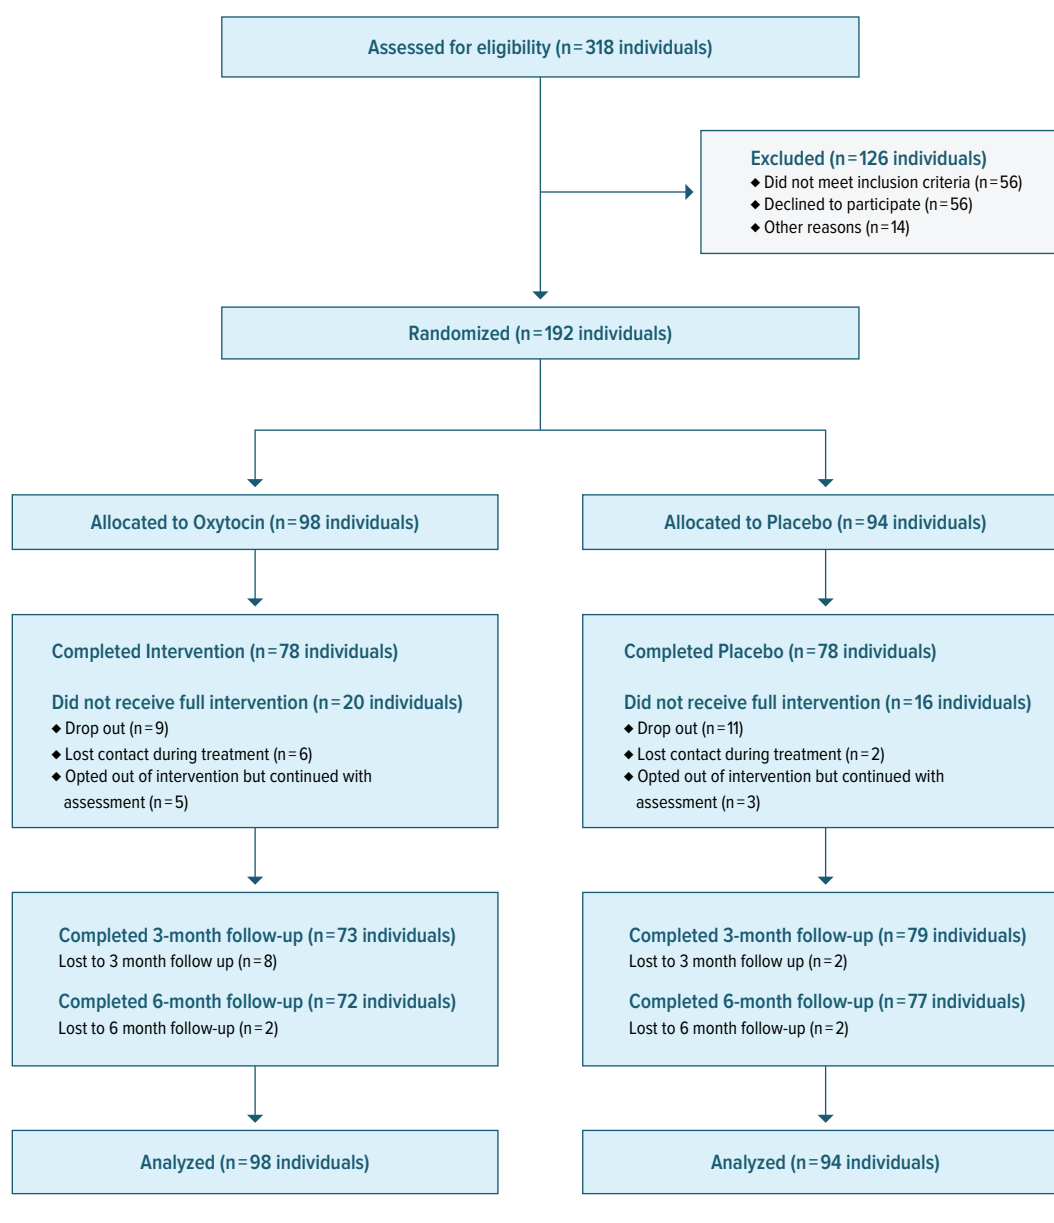 Assessed for eligibility (n=318 individuals)
Excluded (n=126 individuals)
◆ Did not meet inclusion criteria (n=56)
◆ Declined to participate (n=56)
◆ Other reasons (n=14)
Randomized (n=192 individuals)
Allocated to Oxytocin (n=98 individuals)
Completed Intervention (n=78 individuals)
Did not receive full intervention (n=20 individuals)
◆ Drop out (n=9)
◆ Lost contact during treatment (n=6)
◆ Opted out of intervention but continued with
assessment (n=5)
Completed 3-month follow-up (n=73 individuals)
Lost to 3 month follow up (n=8)
Completed 6-month follow-up (n=72 individuals)
Lost to 6 month follow-up (n=2)
Analyzed (n=98 individuals)
Allocated to Placebo (n=94 individuals)
Completed Placebo (n=78 individuals)
Did not receive full intervention (n=16 individuals)
◆ Drop out (n=11)
◆ Lost contact during treatment (n=2)
◆ Opted out of intervention but continued with
assessment (n=3)
Completed 3-month follow-up (n=79 individuals)
Lost to 3 month follow up (n=2)
Completed 6-month follow-up (n=77 individuals)
Lost to 6 month follow-up (n=2)
Analyzed (n=94 individuals)